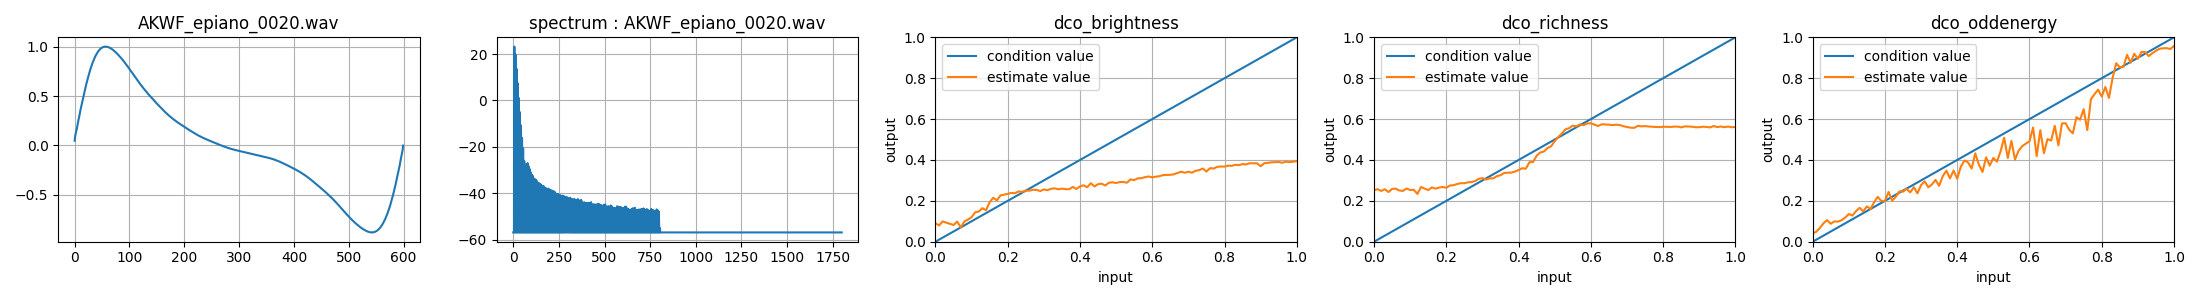 AKWF_epiano_0020.wav
1.0
0.5
0.0
−0.5
0 100 200 300 400 500 600
spectrum : AKWF_epiano_0020.wav
20
0
−20
−40
−60
0 250 500 750 1000 1250 1500 1750
dco_brightness
condition value
estimate value
output
1.0
0.8
0.6
0.4
0.2
0.0
0.0 0.2 0.4 0.6 0.8 1.0
input
dco_richness
condition value
estimate value
output
1.0
0.8
0.6
0.4
0.2
0.0
0.0 0.2 0.4 0.6 0.8 1.0
input
dco_oddenergy
condition value
estimate value
output
1.0
0.8
0.6
0.4
0.2
0.0
0.0 0.2 0.4 0.6 0.8 1.0
input